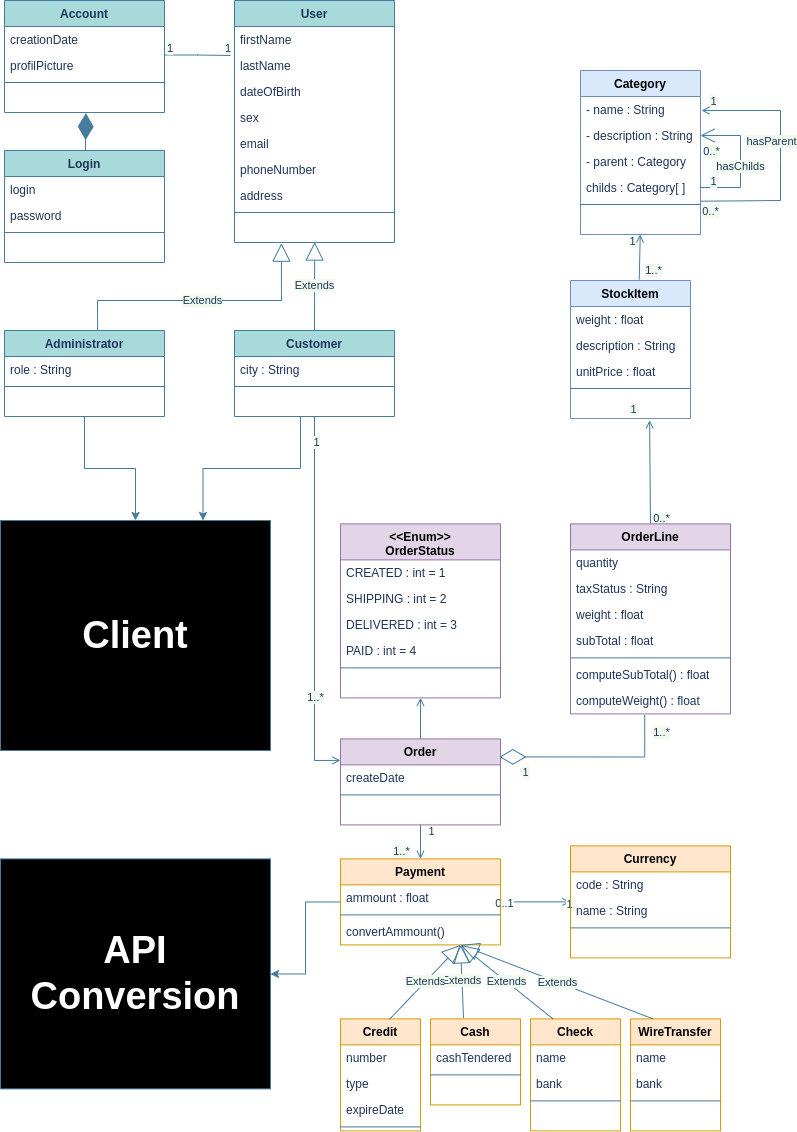 Account
creationDate
profilPicture
1
1
User
firstName
lastName
dateOfBirth
sex
email
phoneNumber
address
Login
login
password
Extends
Extends
Administrator
role : String
Customer
city : String
1
1..*
Category
- name : String
- description : String
- parent : Category
childs : Category[ ]
1
hasParent
0..*
hasChilds
1
0..*
1
1..*
StockItem
weight : float
description : String
unitPrice : float
1
0..*
Client
<<Enum>>
OrderStatus
CREATED : int = 1
SHIPPING : int = 2
DELIVERED : int = 3
PAID : int = 4
OrderLine
quantity
taxStatus : String
weight : float
subTotal : float
computeSubTotal() : float
computeWeight() : float
1..*
1
Order
createDate
1
1..*
API
Conversion
Payment
ammount : float
convertAmmount()
0..1
1
Currency
code : String
name : String
Extends
Extends
Extends
Extends
Credit
number
type
expireDate
Cash
cashTendered
Check
name
bank
WireTransfer
name
bank